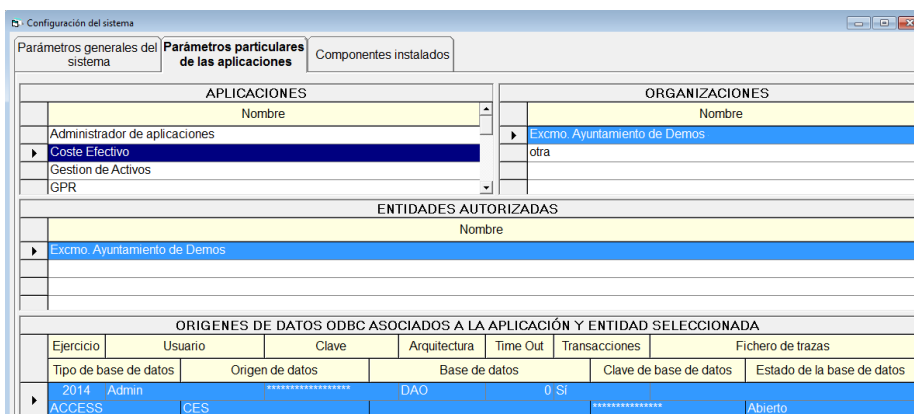 Configuración del sistema
Parámetros generales del sistema
Parámetros particulares de las aplicaciones
Componentes instalados
APLICACIONES
Nombre
Administrador de aplicaciones
Coste Efectivo
Gestion de Activos
GPR
ORGANIZACIONES
Nombre
Excmo. Ayuntamiento de Demos
otra
ENTIDADES AUTORIZADAS
Nombre
Excmo. Ayuntamiento de Demos
ORIGENES DE DATOS ODBC ASOCIADOS A LA APLICACIÓN Y ENTIDAD SELECCIONADA
Ejercicio Usuario Clave Arquitectura Time Out Transacciones Fichero de trazas
Tipo de base de datos Origen de datos Base de datos Clave de base de datos Estado de la base de datos
2014 Admin ***************** DAO 0 Sí
ACCESS CES ************** Abierto